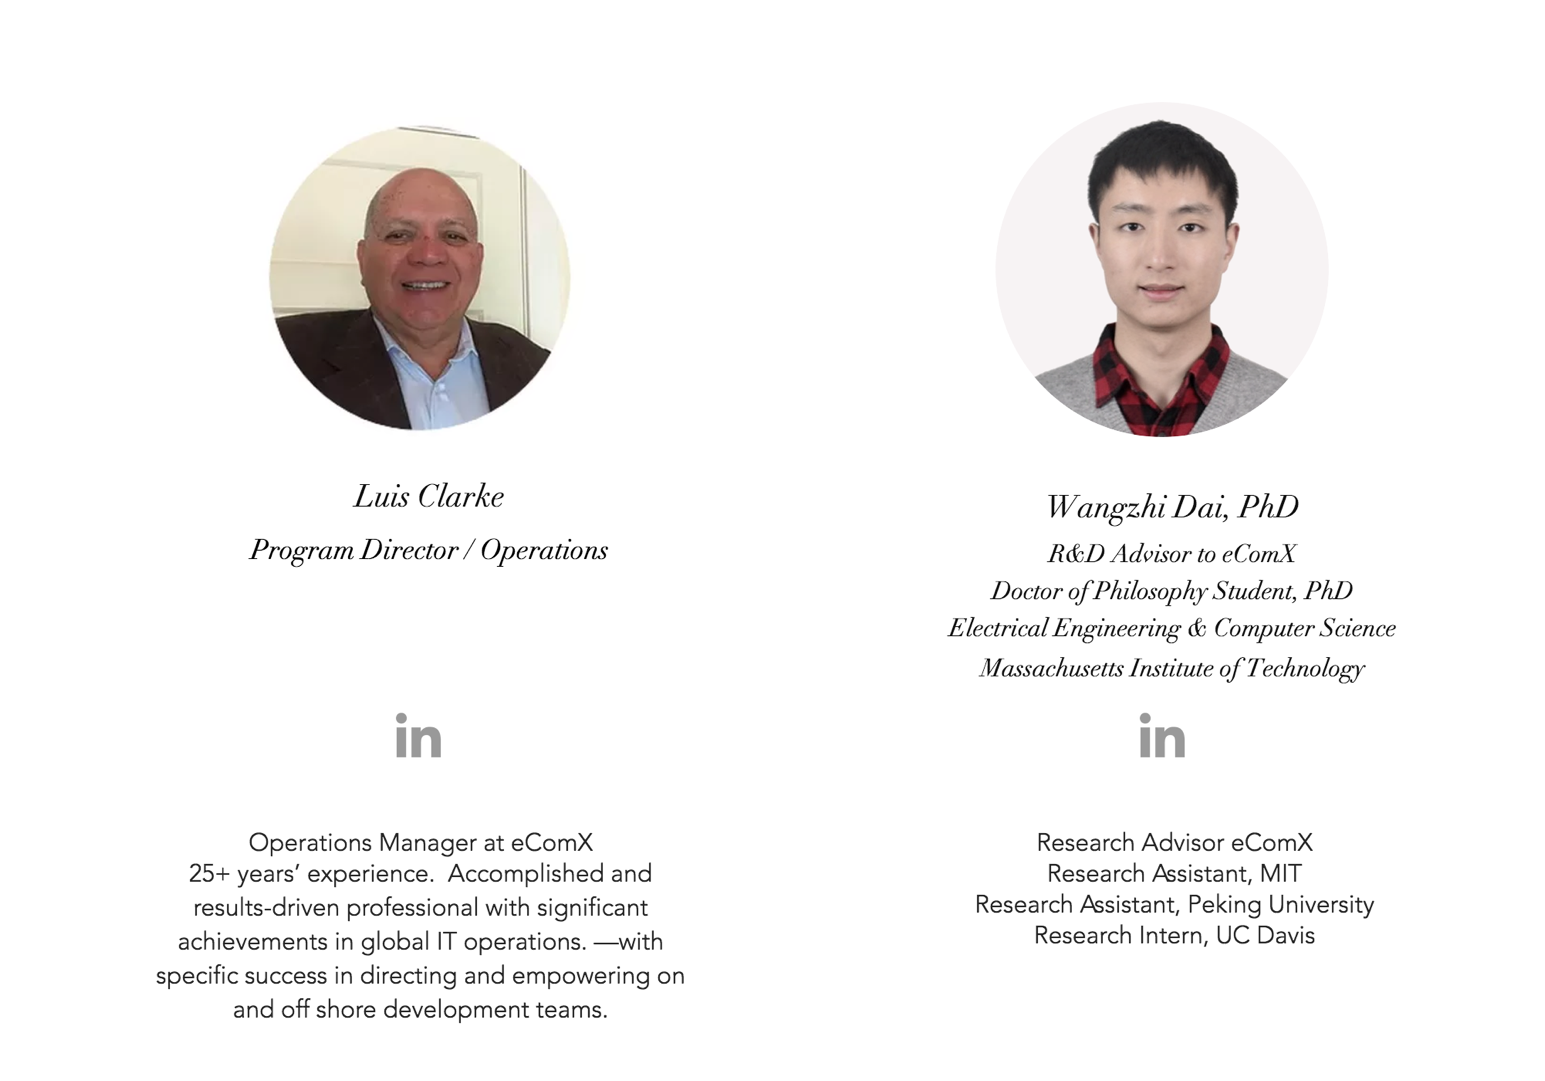 Luis Clarke
Program Director / Operations
in
Operations Manager at eComX
25+ years’ experience.  Accomplished and
results-driven professional with significant
achievements in global IT operations. —with
specific success in directing and empowering on
and off shore development teams.
Wangzhi Dai, PhD
R&D Advisor to eComX
Doctor of Philosophy Student, PhD
Electrical Engineering & Computer Science
Massachusetts Institute of Technology
in
Research Advisor eComX
Research Assistant, MIT
Research Assistant, Peking University
Research Intern, UC Davis